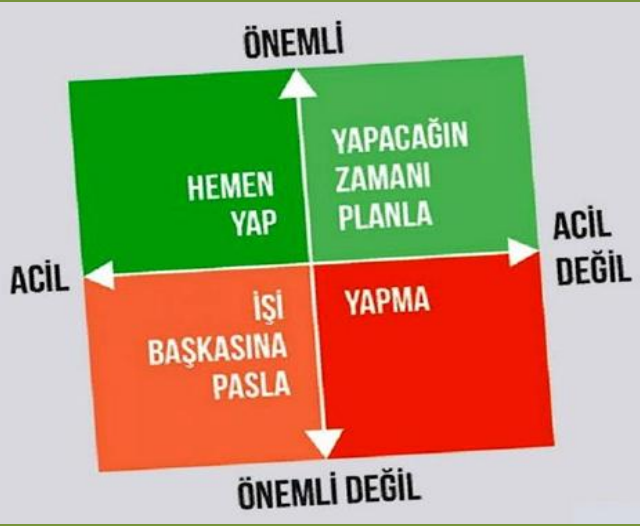 ÖNEMLİ
HEMEN
YAP
YAPACAĞIN
ZAMANI
PLANLA
ACİL
ACİL
DEĞİL
İŞİ
BAŞKASINA
PASLA
YAPMA
ÖNEMLİ DEĞİL